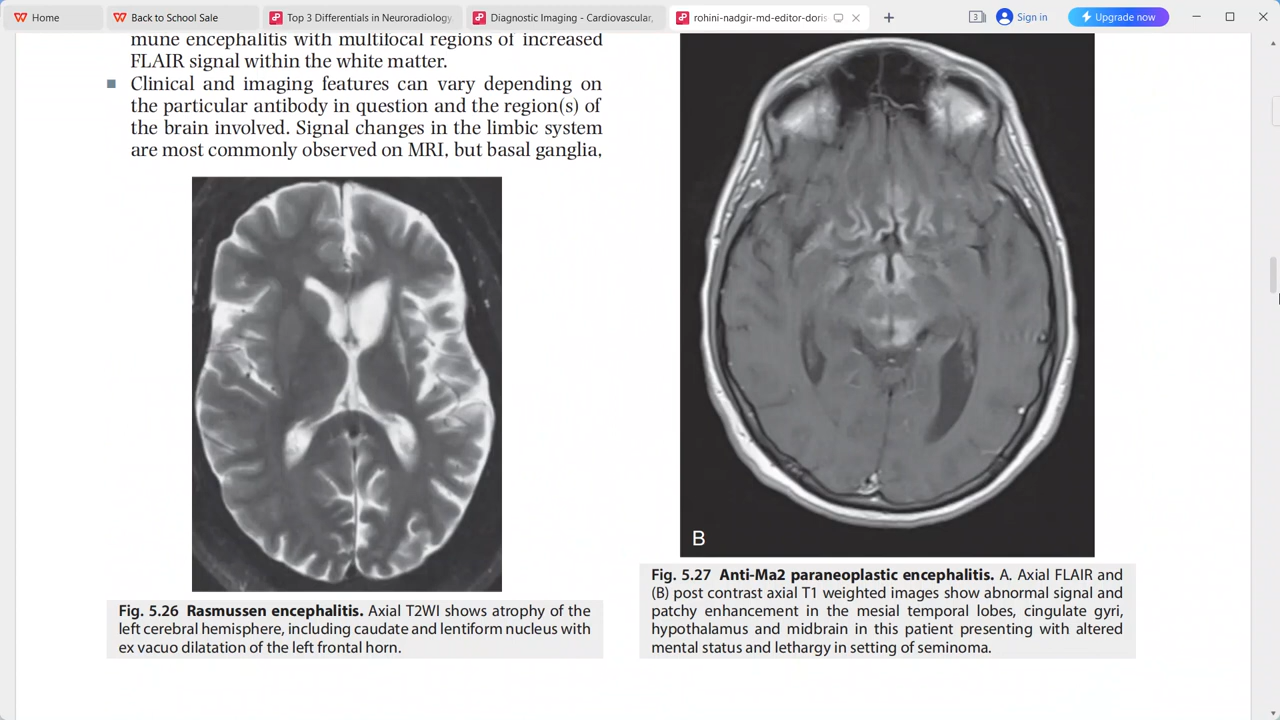 Home
Back to School Sale
Top 3 Differentials in Neuroradiology
Diagnostic Imaging - Cardiovascular,
rohini-nadgir-md-editor-doris
3
Sign in
Upgrade now
mune encephalitis with multifocal regions of increased
FLAIR signal within the white matter.
Clinical and imaging features can vary depending on
the particular antibody in question and the region(s) of
the brain involved. Signal changes in the limbic system
are most commonly observed on MRI, but basal ganglia,
Fig. 5.26 Rasmussen encephalitis. Axial T2WI shows atrophy of the
left cerebral hemisphere, including caudate and lentiform nucleus with
ex vacuo dilatation of the left frontal horn.
B
Fig. 5.27 Anti-Ma2 paraneoplastic encephalitis. A. Axial FLAIR and
(B) post contrast axial T1 weighted images show abnormal signal and
patchy enhancement in the mesial temporal lobes, cingulate gyri,
hypothalamus and midbrain in this patient presenting with altered
mental status and lethargy in setting of seminoma.